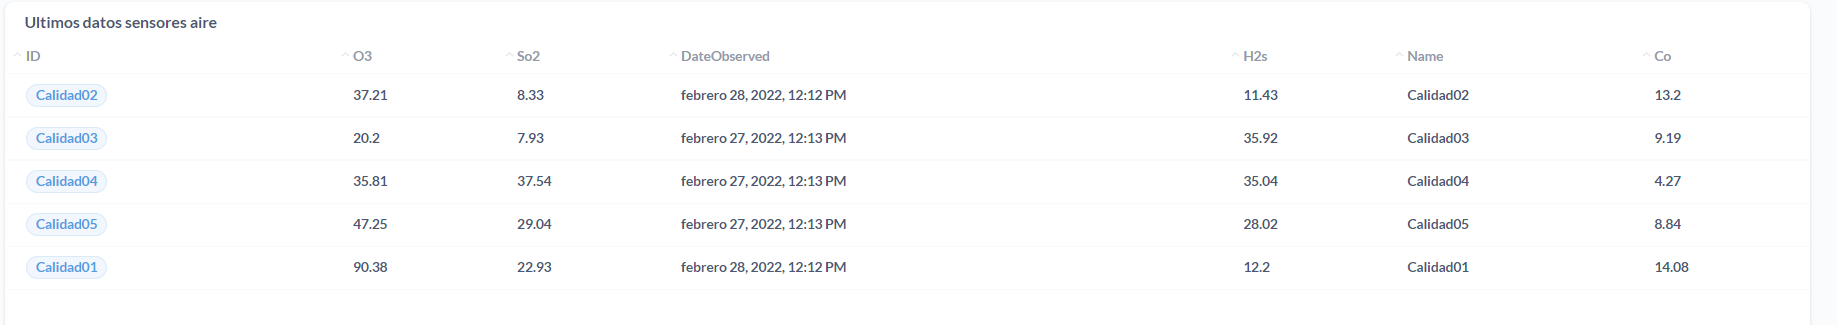 Ultimos datos sensores aire
ID O3 So2 DateObserved H2s Name Co
Calidad02 37.21 8.33 febrero 28, 2022, 12:12 PM 11.43 Calidad02 13.2
Calidad03 20.2 7.93 febrero 27, 2022, 12:13 PM 35.92 Calidad03 9.19
Calidad04 35.81 37.54 febrero 27, 2022, 12:13 PM 35.04 Calidad04 4.27
Calidad05 47.25 29.04 febrero 27, 2022, 12:13 PM 28.02 Calidad05 8.84
Calidad01 90.38 22.93 febrero 28, 2022, 12:12 PM 12.2 Calidad01 14.08